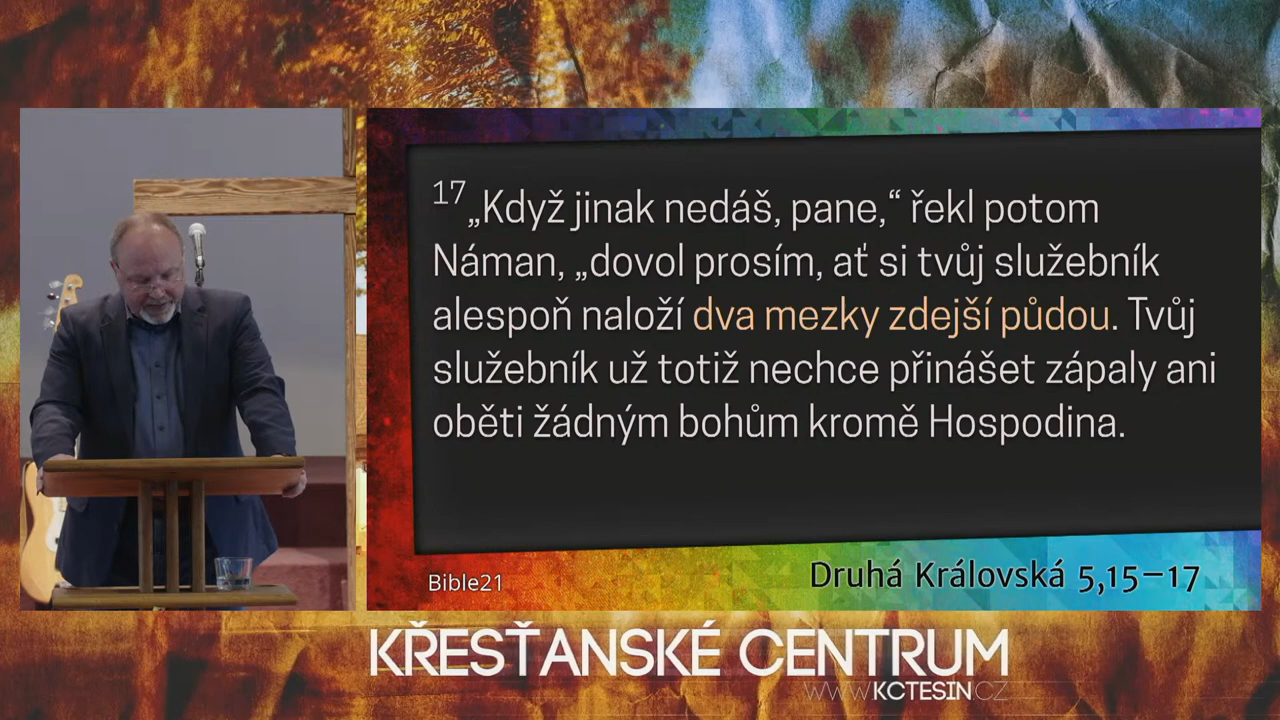 17„Když jinak nedáš, pane,“ řekl potom
Náman, „dovol prosím, ať si tvůj služebník
alespoň naloží dva mezky zdejší půdou. Tvůj
služebník už totiž nechce přinášet zápaly ani
oběti žádným bohům kromě Hospodina.
Bible21
Druhá Královská 5,15–17
KŘESŤANSKÉ CENTRUM
WWW.KCTESIN.CZ